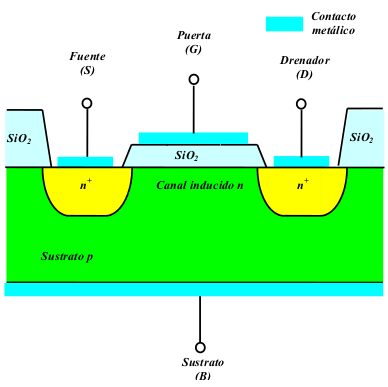 Contacto
metálico
Puerta
(G)
Fuente
(S)
Drenador
(D)
SiO2
SiO2
SiO2
n+
Canal inducido n
n+
Sustrato p
Sustrato
(B)